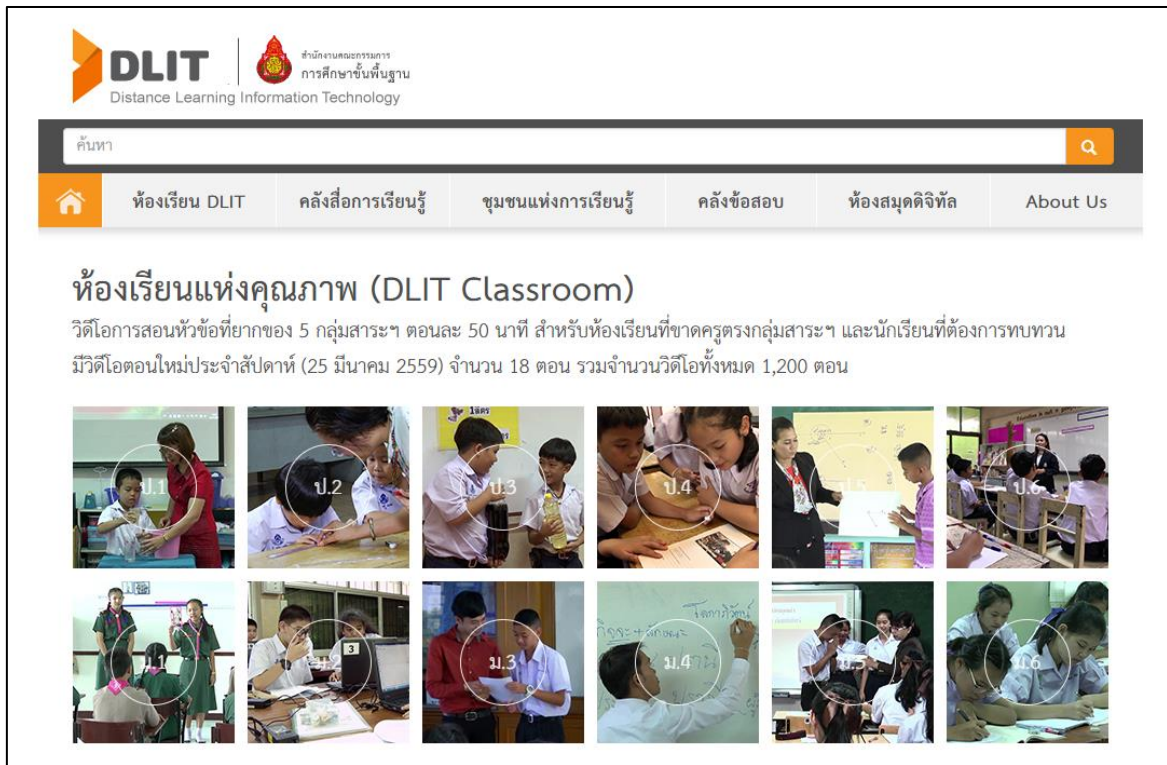 DLIT
สำนักงานคณะกรรมการ
การศึกษาขั้นพื้นฐาน
Distance Learning Information Technology
ค้นหา
ห้องเรียน DLIT คลังสื่อการเรียนรู้ ชุมชนแห่งการเรียนรู้ คลังข้อสอบ ห้องสมุดดิจิทัล About Us
ห้องเรียนแห่งคุณภาพ (DLIT Classroom)
วิดีโอการสอนหัวข้อที่ยากของ 5 กลุ่มสาระฯ ตอนละ 50 นาที สำหรับห้องเรียนที่ขาดครูตรงกลุ่มสาระฯ และนักเรียนที่ต้องการทบทวน
มีวิดีโอตอนใหม่ประจำสัปดาห์ (25 มีนาคม 2559) จำนวน 18 ตอน รวมจำนวนวิดีโอทั้งหมด 1,200 ตอน
ป.1 ป.2 ป.3 ป.4 ป.5 ป.6
ม.1 ม.2 ม.3 ม.4 ม.5 ม.6